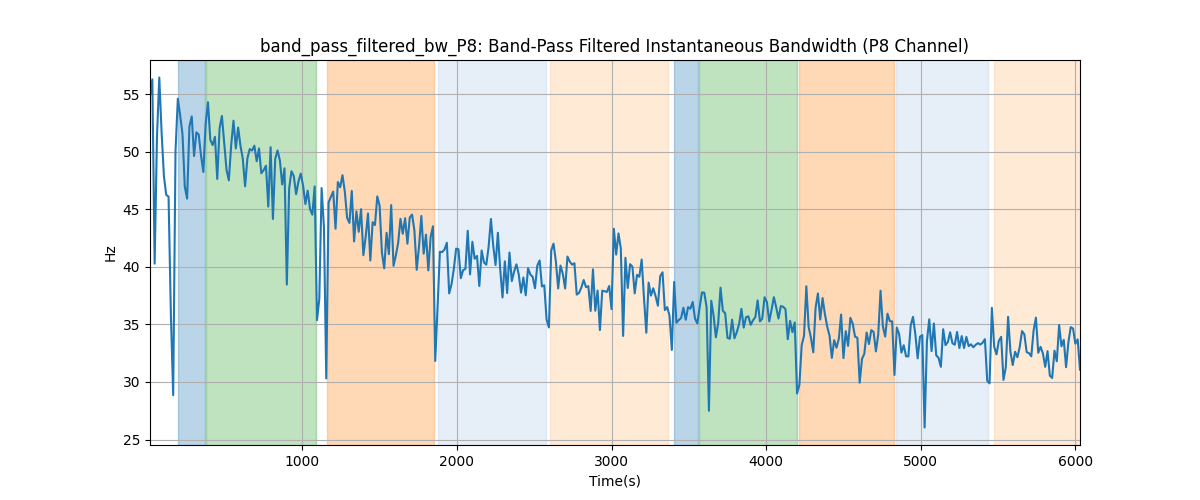 band_pass_filtered_bw_P8: Band-Pass Filtered Instantaneous Bandwidth (P8 Channel)
55
50
45
40
35
30
25
Hz
1000 2000 3000 4000 5000 6000
Time(s)